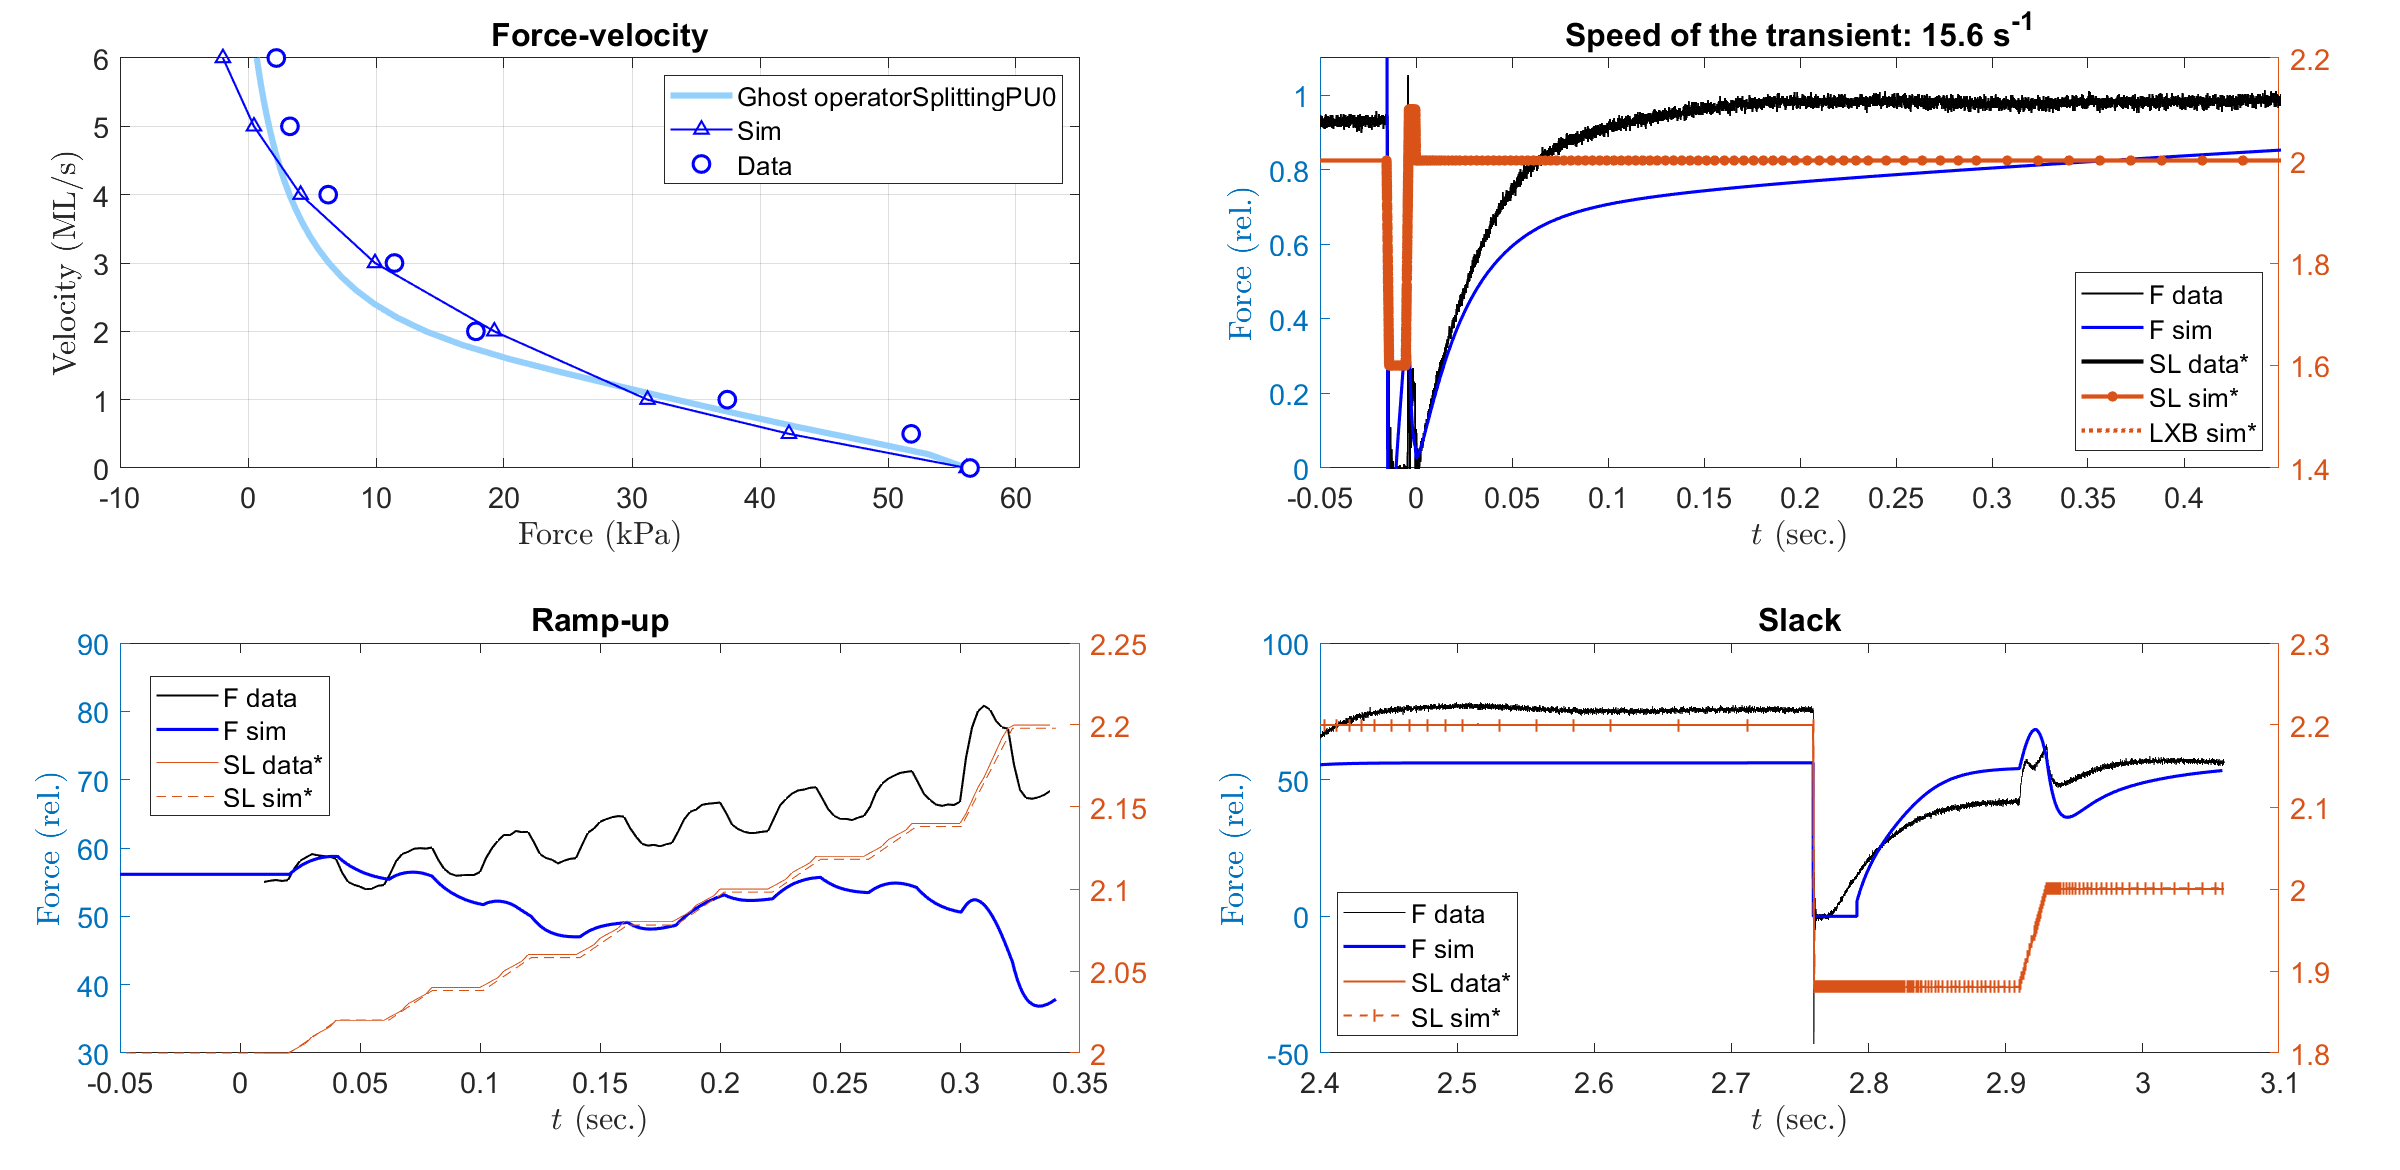 Force-velocity
6
5
4
3
2
1
0
Velocity (ML/s)
-10 0 10 20 30 40 50 60
Force (kPa)
Ghost operatorSplittingPU0
Sim
Data
Speed of the transient: 15.6 s-1
1
0.8
0.6
0.4
0.2
0
Force (rel.)
2.2
2
1.8
1.6
1.4
-0.05 0 0.05 0.1 0.15 0.2 0.25 0.3 0.35 0.4
t (sec.)
F data
F sim
SL data*
SL sim*
LXB sim*
Ramp-up
90
80
70
60
50
40
30
Force (rel.)
2.25
2.2
2.15
2.1
2.05
2
-0.05 0 0.05 0.1 0.15 0.2 0.25 0.3 0.35
t (sec.)
F data
F sim
SL data*
SL sim*
Slack
100
50
0
-50
Force (rel.)
2.3
2.2
2.1
2
1.9
1.8
2.4 2.5 2.6 2.7 2.8 2.9 3 3.1
t (sec.)
F data
F sim
SL data*
SL sim*